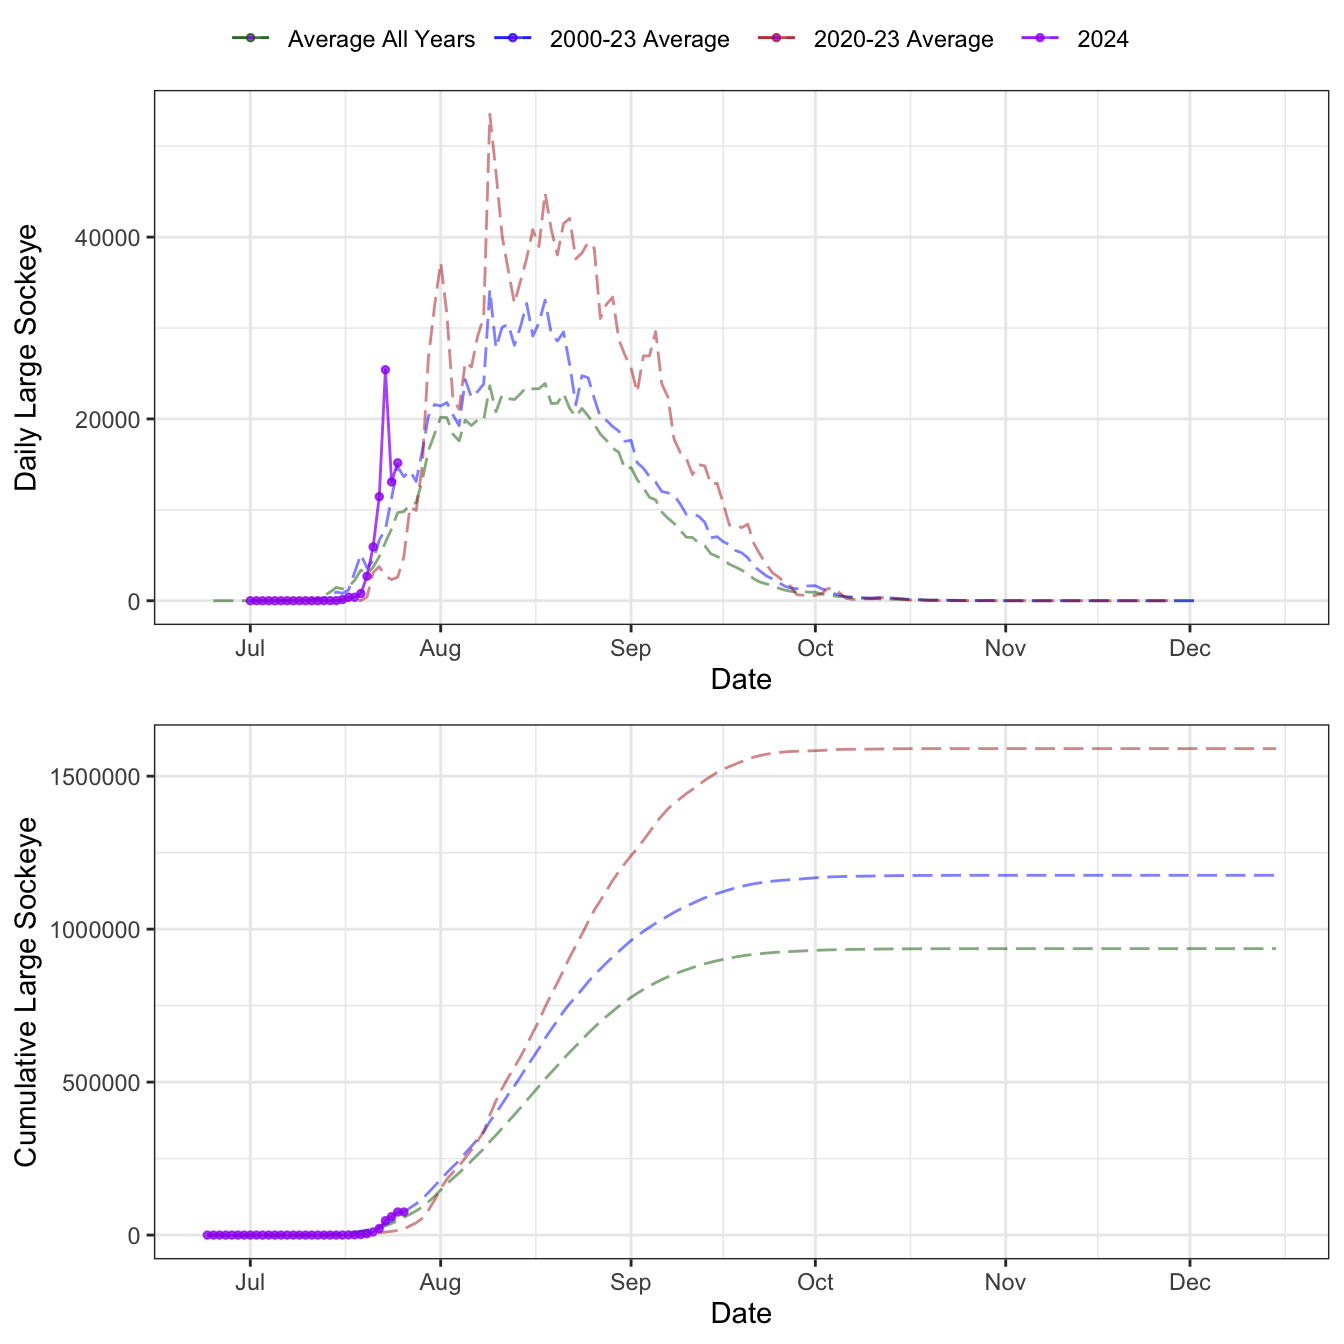 Average All Years 2000-23 Average 2020-23 Average 2024
Daily Large Sockeye
40000
20000
0
Jul Aug Sep Oct Nov Dec
Date
Cumulative Large Sockeye
1500000
1000000
500000
0
Jul Aug Sep Oct Nov Dec
Date